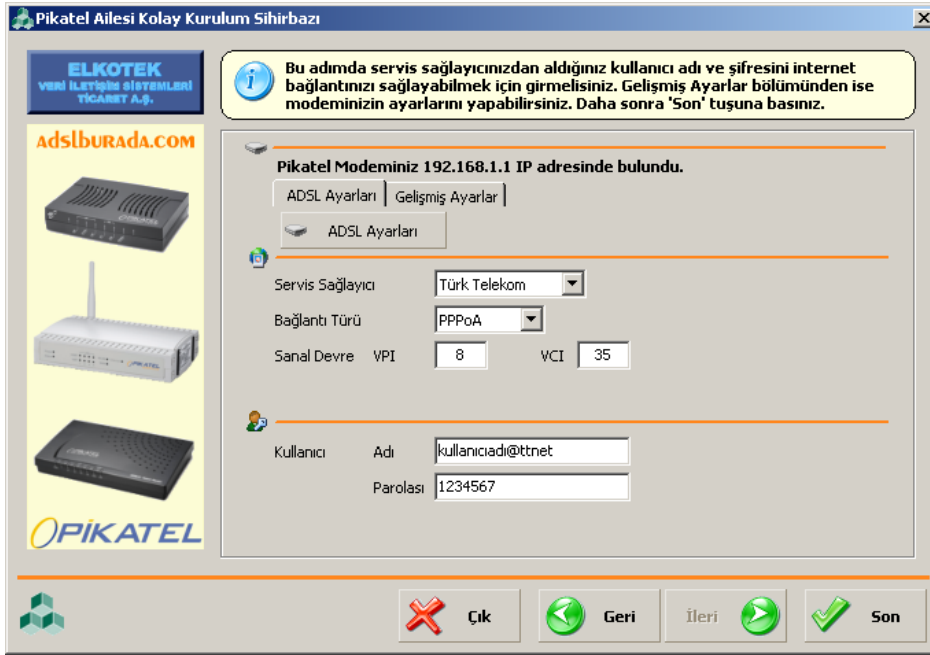 Pikatel Ailesi Kolay Kurulum Sihirbazı
ELKOTEK
VERİ İLETİŞİM SİSTEMLERİ
TİCARET A.Ş.
adslburada.com
PİKATEL
Bu adımda servis sağlayıcınızdan aldığınız kullanıcı adı ve şifresini internet
bağlantınızı sağlayabilmek için girmelisiniz. Gelişmiş Ayarlar bölümünden ise
modeminizin ayarlarını yapabilirsiniz. Daha sonra 'Son' tuşuna basınız.
Pikatel Modeminiz 192.168.1.1 IP adresinde bulundu.
ADSL Ayarları Gelişmiş Ayarlar
ADSL Ayarları
Servis Sağlayıcı Türk Telekom
Bağlantı Türü PPPoA
Sanal Devre VPI 8 VCI 35
Kullanıcı Adı kullanıcıadı@ttnet
Parolası 1234567
Çık Geri İleri Son